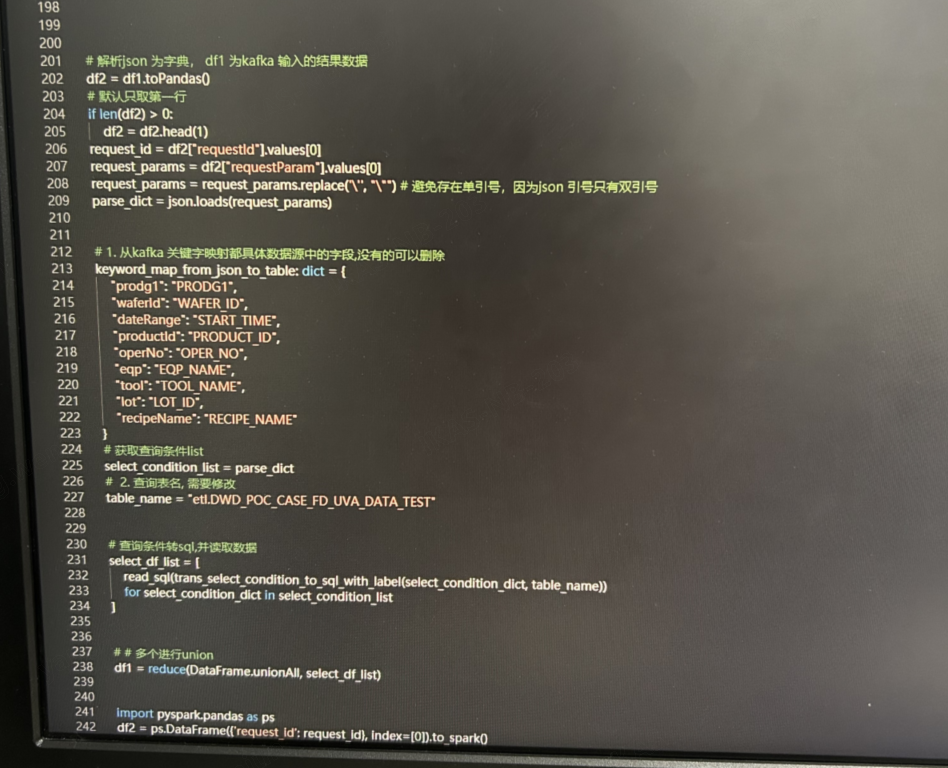 198
199
200
201 # 解析json 为字典， df1 为kafka 输入的结果数据
202 df2 = df1.toPandas()
203 # 默认只取第一行
204 if len(df2) > 0:
205 df2 = df2.head(1)
206 request_id = df2["requestId"].values[0]
207 request_params = df2["requestParam"].values[0]
208 request_params = request_params.replace("\'", "\"") # 避免存在单引号，因为json 引号只有双引号
209 parse_dict = json.loads(request_params)
210
211
212 # 1. 从kafka 关键字映射都具体数据源中的字段,没有的可以删除
213 keyword_map_from_json_to_table: dict = {
214 "prodg1": "PRODG1",
215 "waferId": "WAFER_ID",
216 "dateRange": "START_TIME",
217 "productId": "PRODUCT_ID",
218 "operNo": "OPER_NO",
219 "eqp": "EQP_NAME",
220 "tool": "TOOL_NAME",
221 "lot": "LOT_ID",
222 "recipeName": "RECIPE_NAME"
223 }
224 # 获取查询条件list
225 select_condition_list = parse_dict
226 # 2. 查询表名, 需要修改
227 table_name = "etl.DWD_POC_CASE_FD_UVA_DATA_TEST"
228
229
230 # 查询条件转sql,并读取数据
231 select_df_list = [
232 read_sql(trans_select_condition_to_sql_with_label(select_condition_dict, table_name))
233 for select_condition_dict in select_condition_list
234 ]
235
236
237 # # 多个进行union
238 df1 = reduce(DataFrame.unionAll, select_df_list)
239
240
241 import pyspark.pandas as ps
242 df2 = ps.DataFrame({'request_id': request_id}, index=[0]).to_spark()